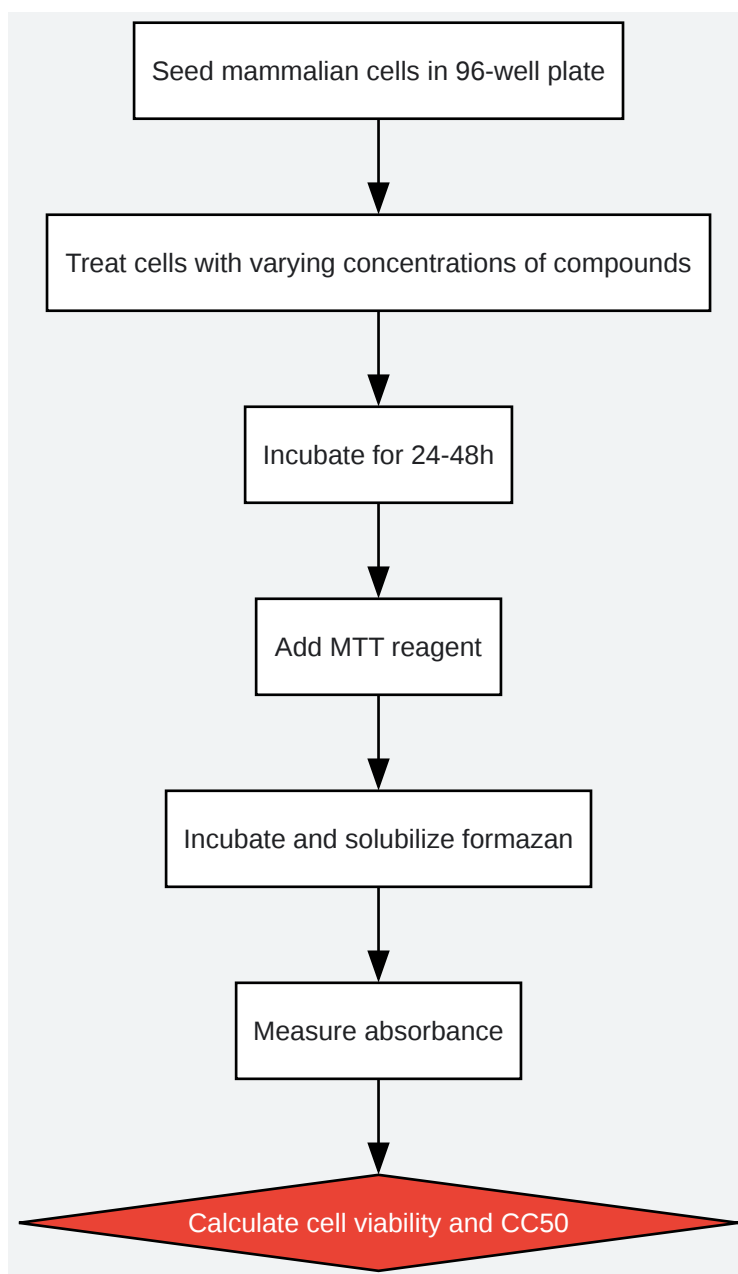 Seed mammalian cells in 96-well plate
Treat cells with varying concentrations of compounds
Incubate for 24-48h
Add MTT reagent
Incubate and solubilize formazan
Measure absorbance
Calculate cell viability and CC50